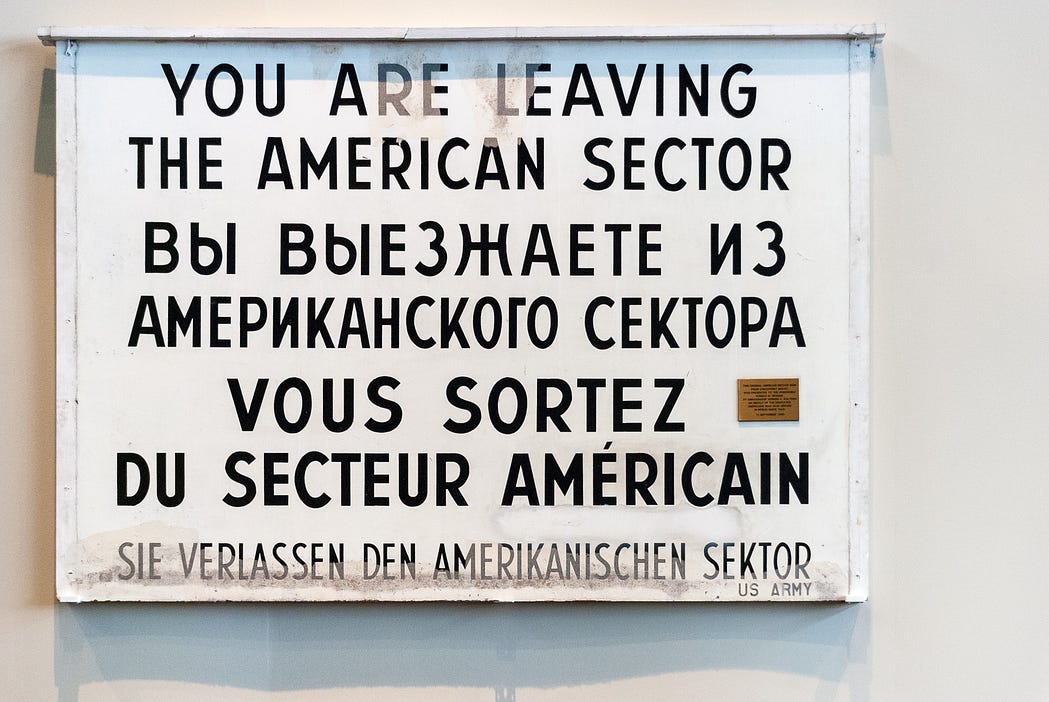 YOU ARE LEAVING
THE AMERICAN SECTOR
ВЫ ВЫЕЗЖАЕТЕ ИЗ
АМЕРИКАНСКОГО СЕКТОРА
VOUS SORTEZ
DU SECTEUR AMÉRICAIN
SIE VERLASSEN DEN AMERIKANISCHEN SEKTOR
US ARMY